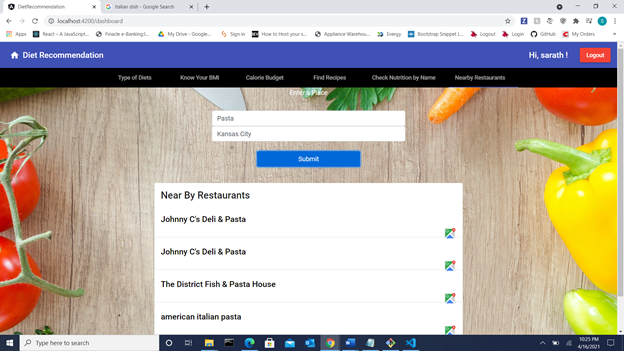 DietRecommendation
italian dish - Google Search
localhost:4200/dashboard
Apps
React – A JavaScript...
Finacle e-Banking:l...
My Drive - Google...
Sign in
How to Host your s...
Appliance Warehou...
Evergy
Bootstrap Snippet |...
Logout
Login
GitHub
My Orders
Diet Recommendation
Hi, sarath !
Logout
Type of Diets
Know Your BMI
Calorie Budget
Find Recipes
Check Nutrition by Name
Nearby Restaurants
Enter a Place
Pasta
Kansas City
Submit
Near By Restaurants
Johnny C's Deli & Pasta
Johnny C's Deli & Pasta
The District Fish & Pasta House
american italian pasta
Type here to search
10:25 PM
4/16/2021